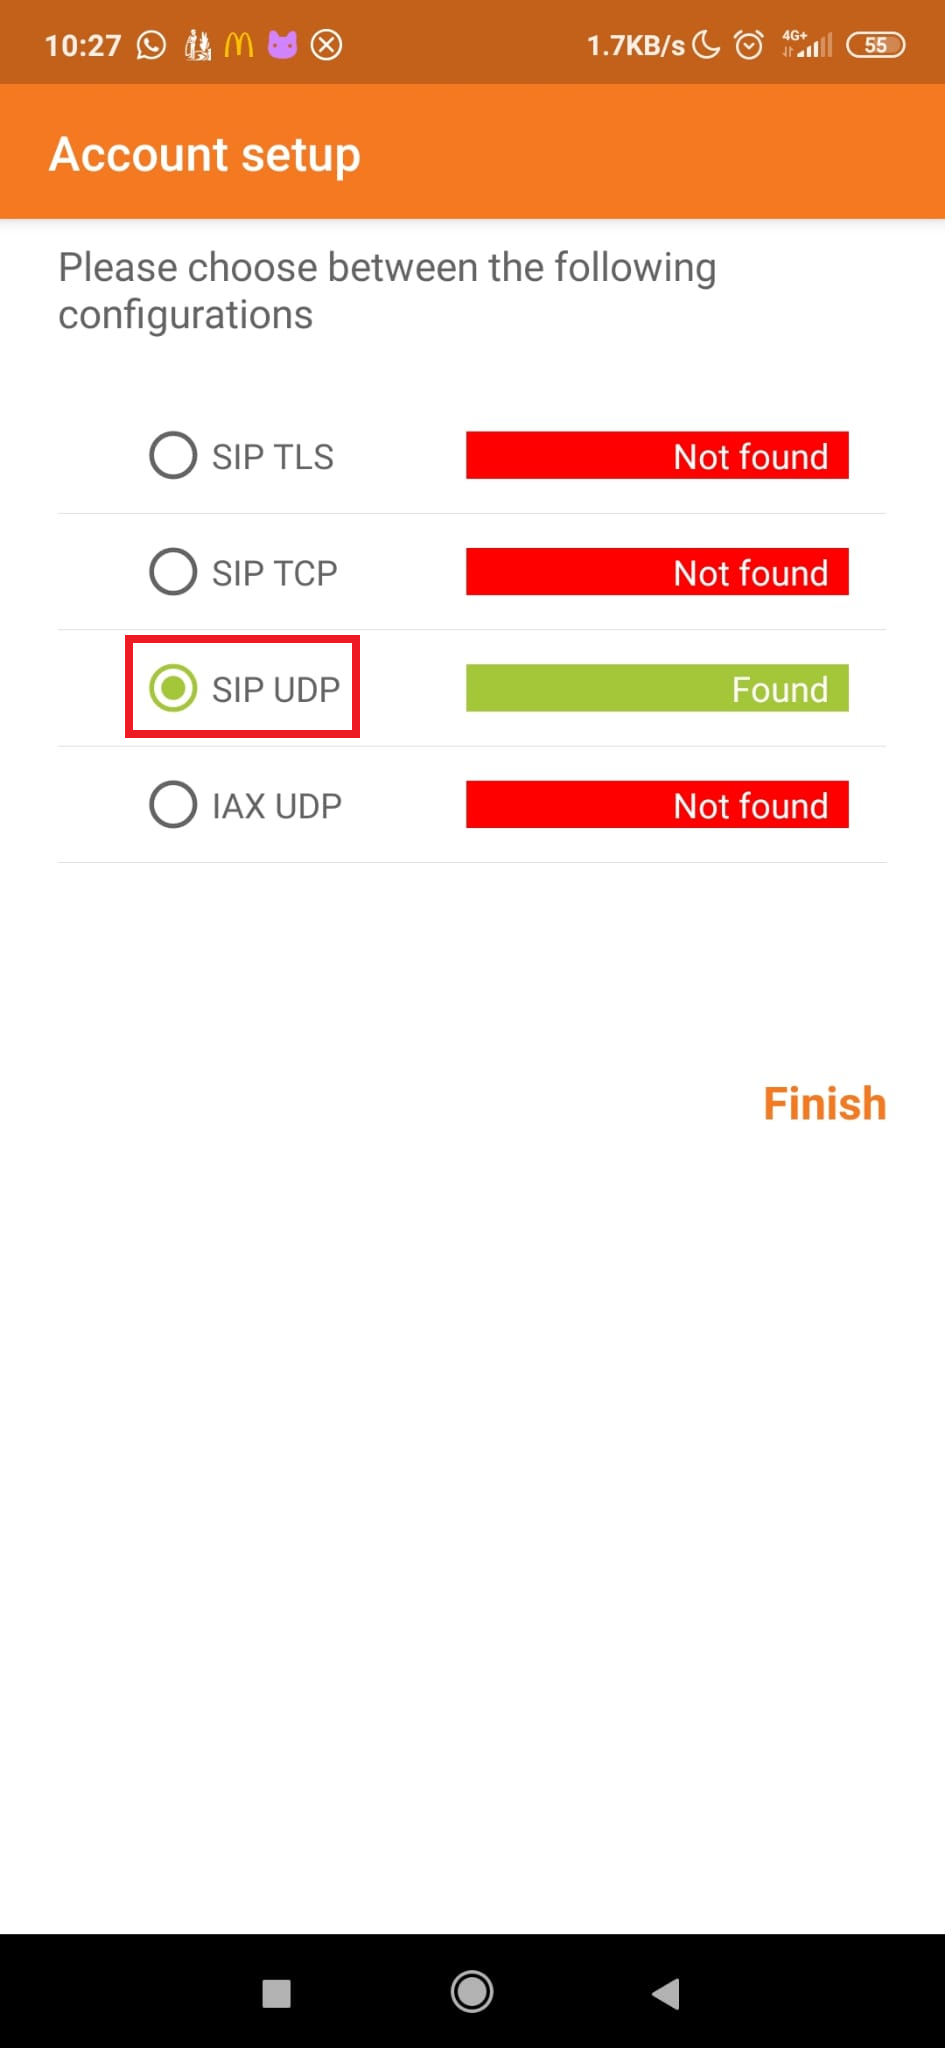 10:27 1.7KB/s 4G+ 55
Account setup
Please choose between the following
configurations
SIP TLS Not found
SIP TCP Not found
SIP UDP Found
IAX UDP Not found
Finish